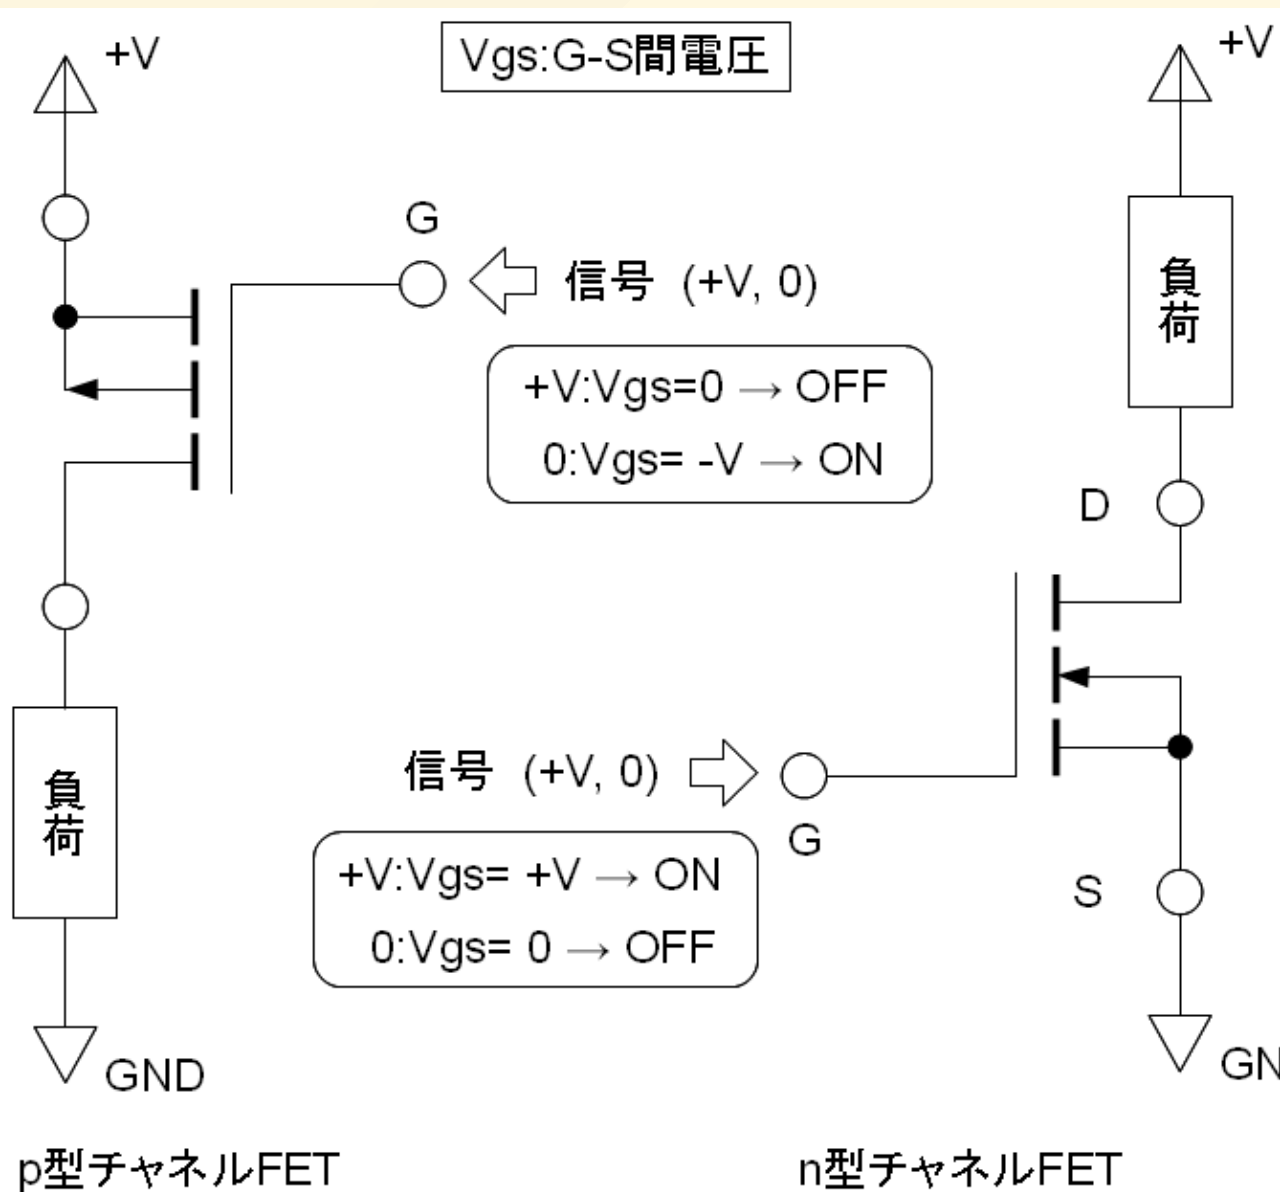 Vgs:G-S間電圧
+V
G
信号 (+V, 0)
+V:Vgs=0 → OFF
0:Vgs= -V → ON
負荷
GND
p型チャネルFET
+V
負荷
D
信号 (+V, 0)
G
+V:Vgs= +V → ON
0:Vgs= 0 → OFF
S
GN
n型チャネルFET